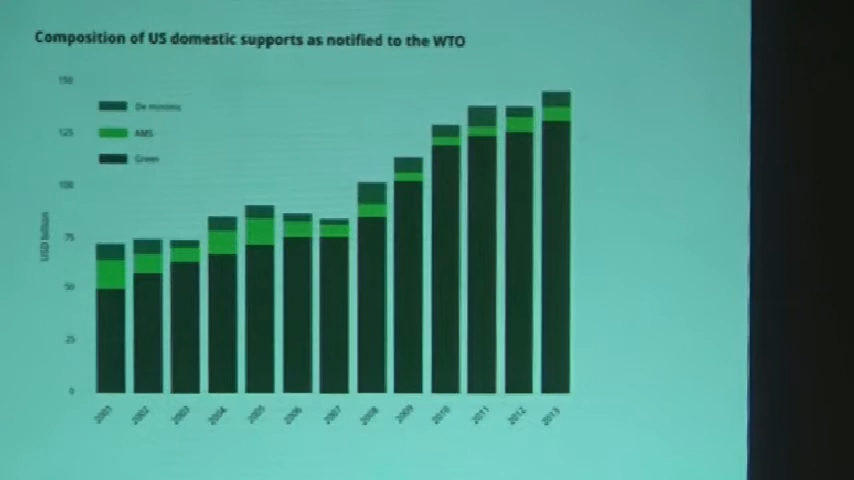 Composition of US domestic supports as notified to the WTO
150
De minimis
125
AMS
Green
100
USD billion
75
50
25
0
2001 2002 2003 2004 2005 2006 2007 2008 2009 2010 2011 2012 2013